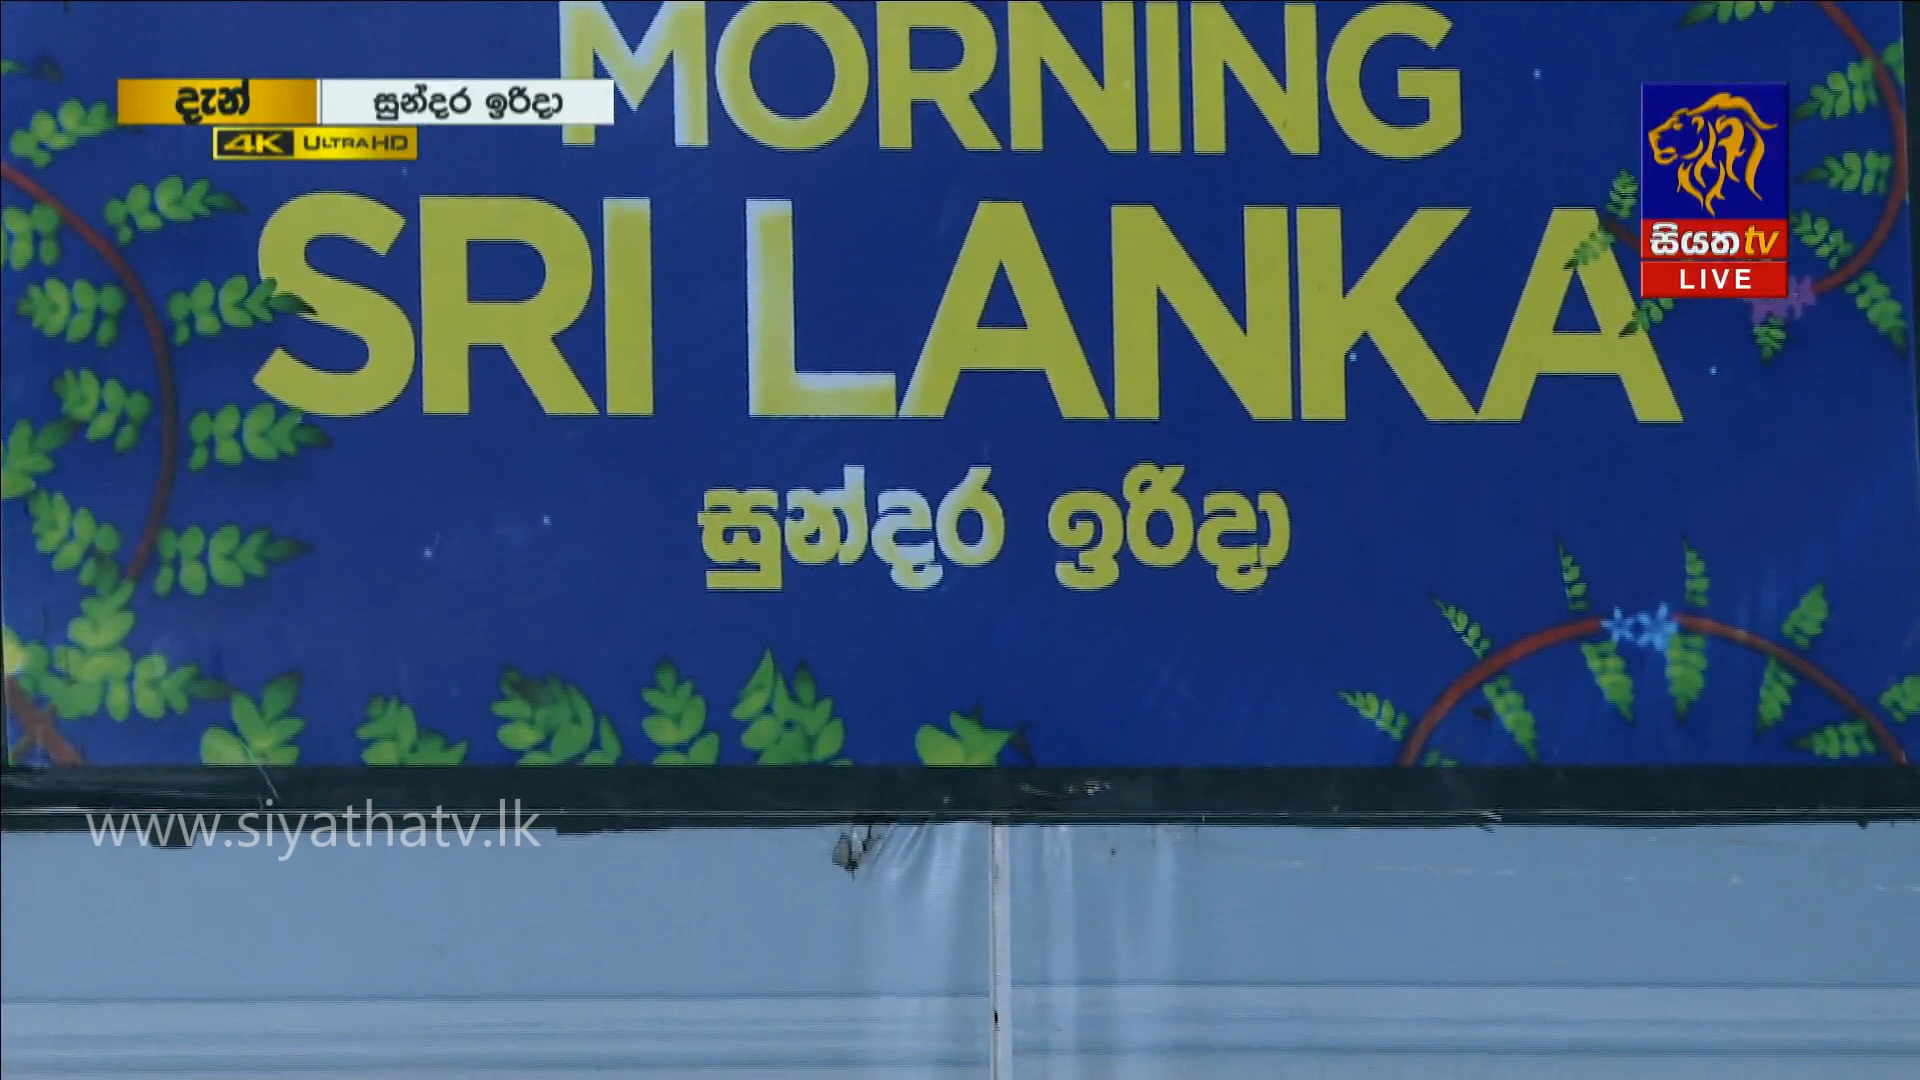 MORNING
දැන් සුන්දර ඉරිදා
4K ULTRA HD
SRI LANKA
සියත tv
LIVE
සුන්දර ඉරිදා
www.siyathatv.lk